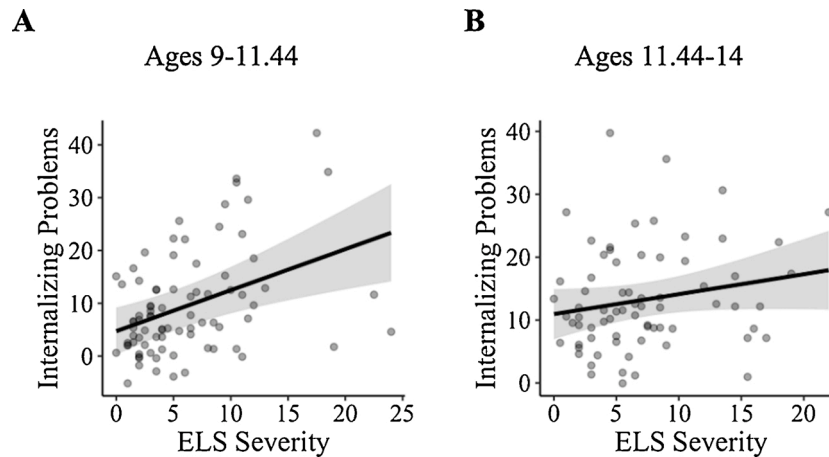 A
B
Ages 9-11.44
Ages 11.44-14
Internalizing Problems
40
30
20
10
0
0 5 10 15 20 25
ELS Severity
Internalizing Problems
40
30
20
10
0
0 5 10 15 20
ELS Severity